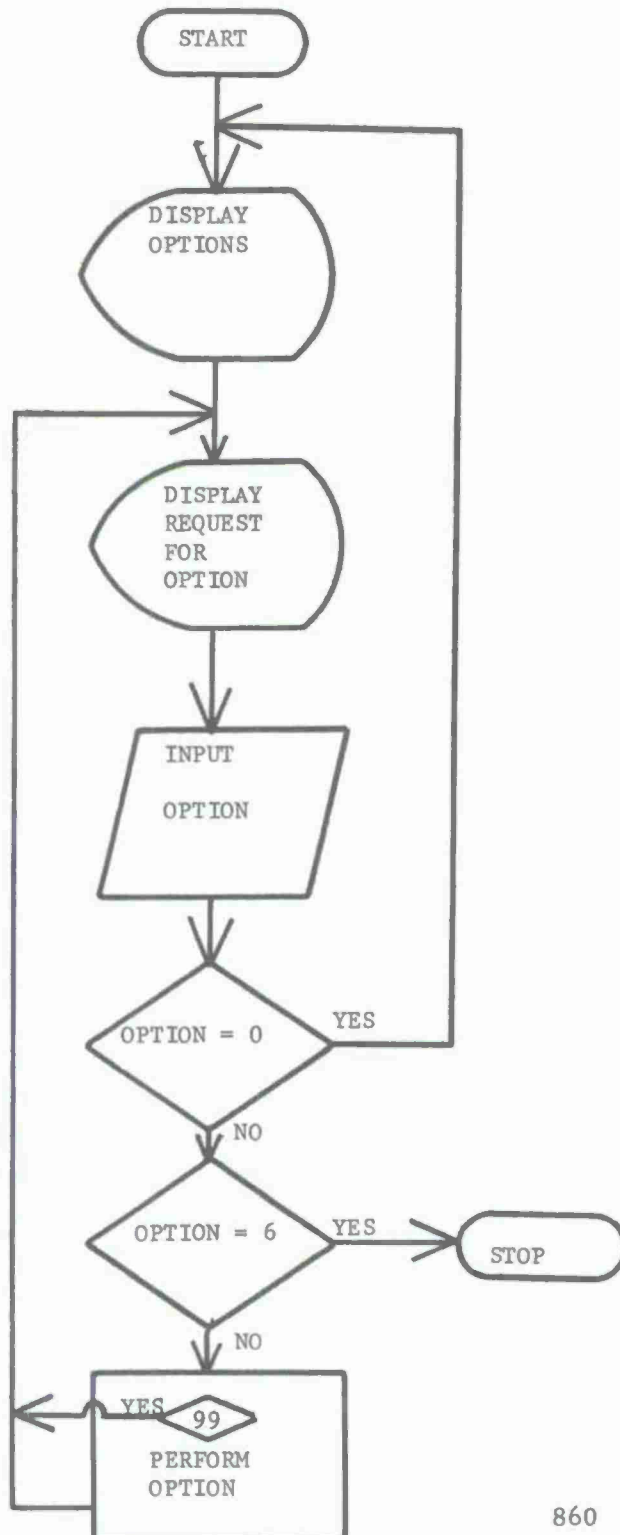 START
DISPLAY
OPTIONS
DISPLAY
REQUEST
FOR
OPTION
INPUT
OPTION
OPTION = 0
YES
NO
OPTION = 6
YES
STOP
NO
YES
99
PERFORM
OPTION
860